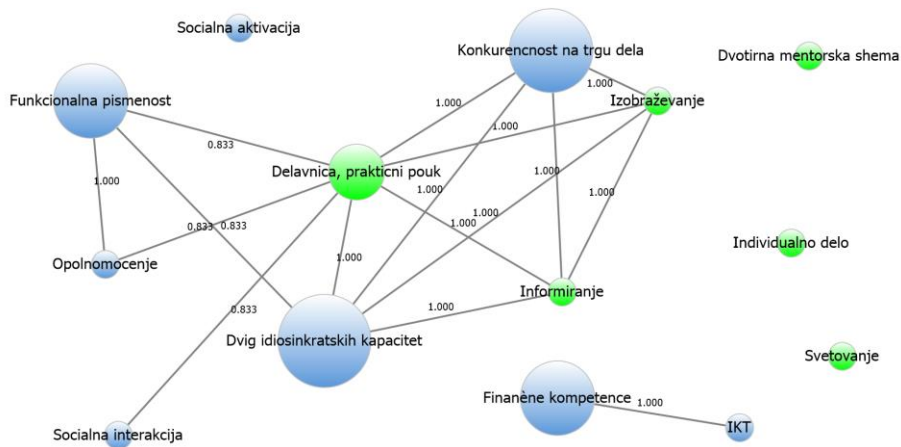 Socialna aktivacija
Konkurencnost na trgu dela
Dvotirna mentorska shema
Funkcionalna pismenost
1.000
Izobraževanje
1.000
1.000
0.833
Delavnica, prakticni pouk
1.000
1.000
1.000
1.000
1.000
1.000
0.833
0.833
1.000
Individualno delo
Opolnomocenje
1.000
Informiranje
1.000
0.833
Dvig idiosinkratskih kapacitet
Svetovanje
Finanène kompetence
1.000
IKT
Socialna interakcija